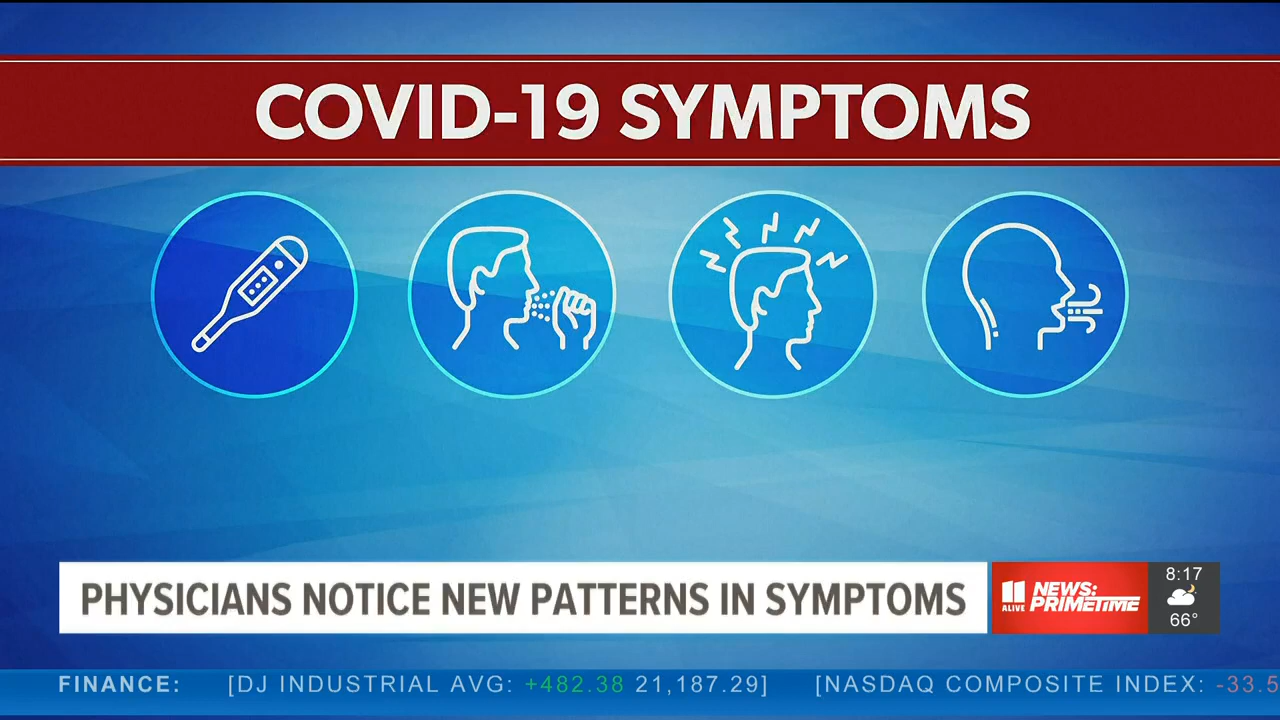 COVID-19 SYMPTOMS
PHYSICIANS NOTICE NEW PATTERNS IN SYMPTOMS
11
ALIVE
NEWS:
PRIMETIME
8:17
66°
FINANCE: [DJ INDUSTRIAL AVG: +482.38 21,187.29] [NASDAQ COMPOSITE INDEX: -33.5